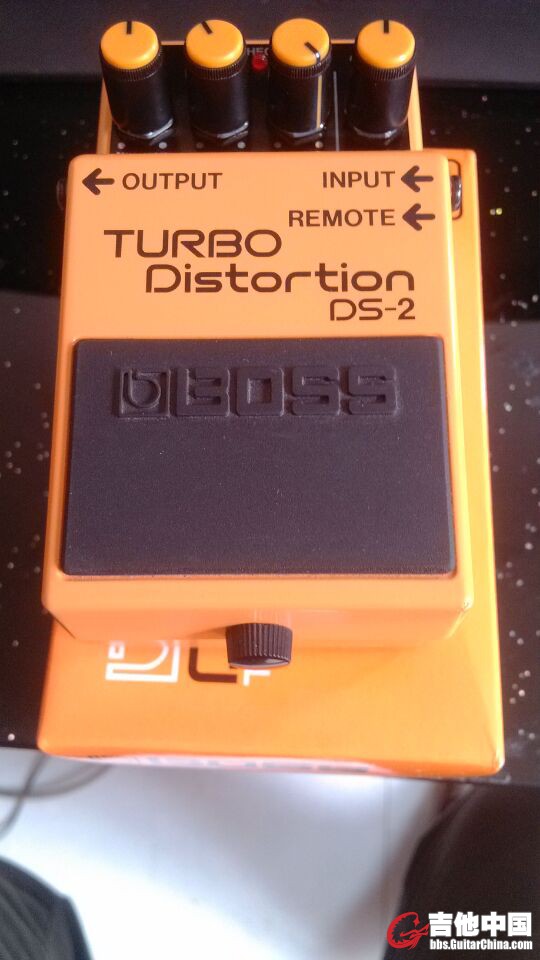 OUTPUT INPUT
REMOTE
TURBO
Distortion
DS-2
BOSS
吉他中国
bbs.GuitarChina.com